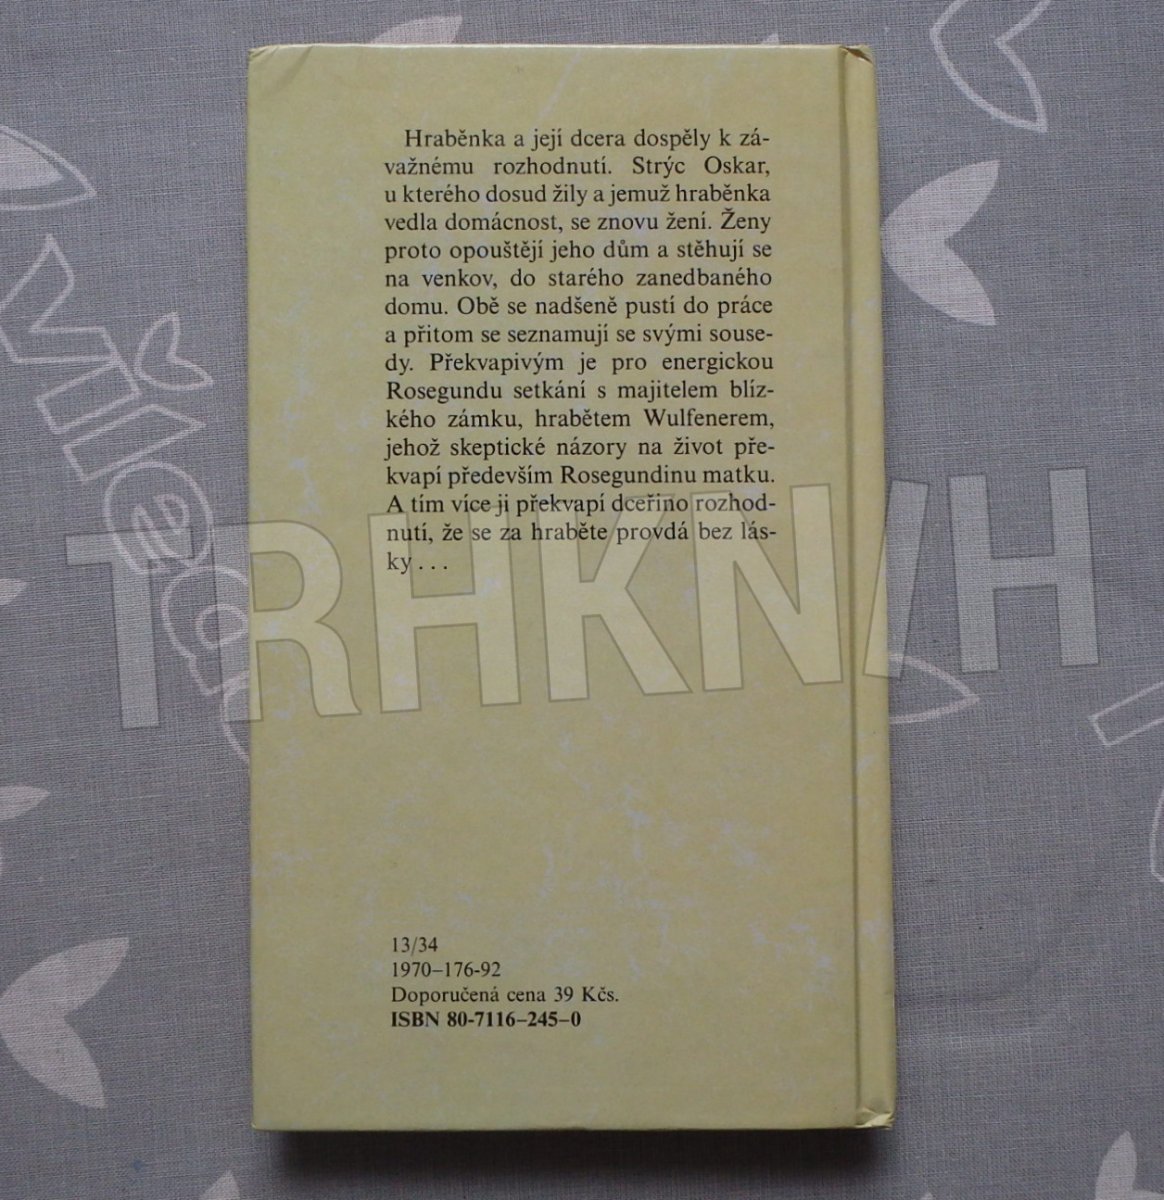 Hraběnka a její dcera dospěly k zá-
važnému rozhodnutí. Strýc Oskar,
u kterého dosud žily a jemuž hraběnka
vedla domácnost, se znovu žení. Ženy
proto opouštějí jeho dům a stěhují se
na venkov, do starého zanedbaného
domu. Obě se nadšeně pustí do práce
a přitom se seznamují se svými souse-
dy. Překvapivým je pro energickou
Rosegundu setkání s majitelem blíz-
kého zámku, hrabětem Wulfenerem,
jehož skeptické názory na život pře-
kvapí především Rosegundinu matku.
A tím více ji překvapí dceřino rozhod-
nutí, že se za hraběte provdá bez lás-
ky . . .
TRHKN/H
13/34
1970–176-92
Doporučená cena 39 Kčs.
ISBN 80-7116–245–0